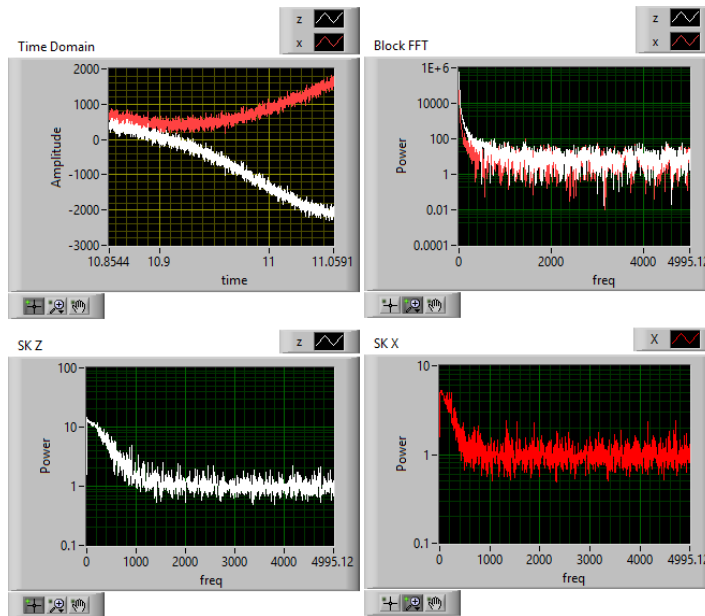 z
x
Time Domain
2000
1000
0
-1000
-2000
-3000
Amplitude
10.8544
10.9
11
11.0591
time
z
x
Block FFT
1E+6
10000
100
1
0.01
0.0001
Power
0
2000
4000
4995.12
freq
z
SK Z
100
10
1
0.1
Power
0
1000
2000
3000
4000
4995.12
freq
X
SK X
10
1
0.1
Power
0
1000
2000
3000
4000
4995.12
freq